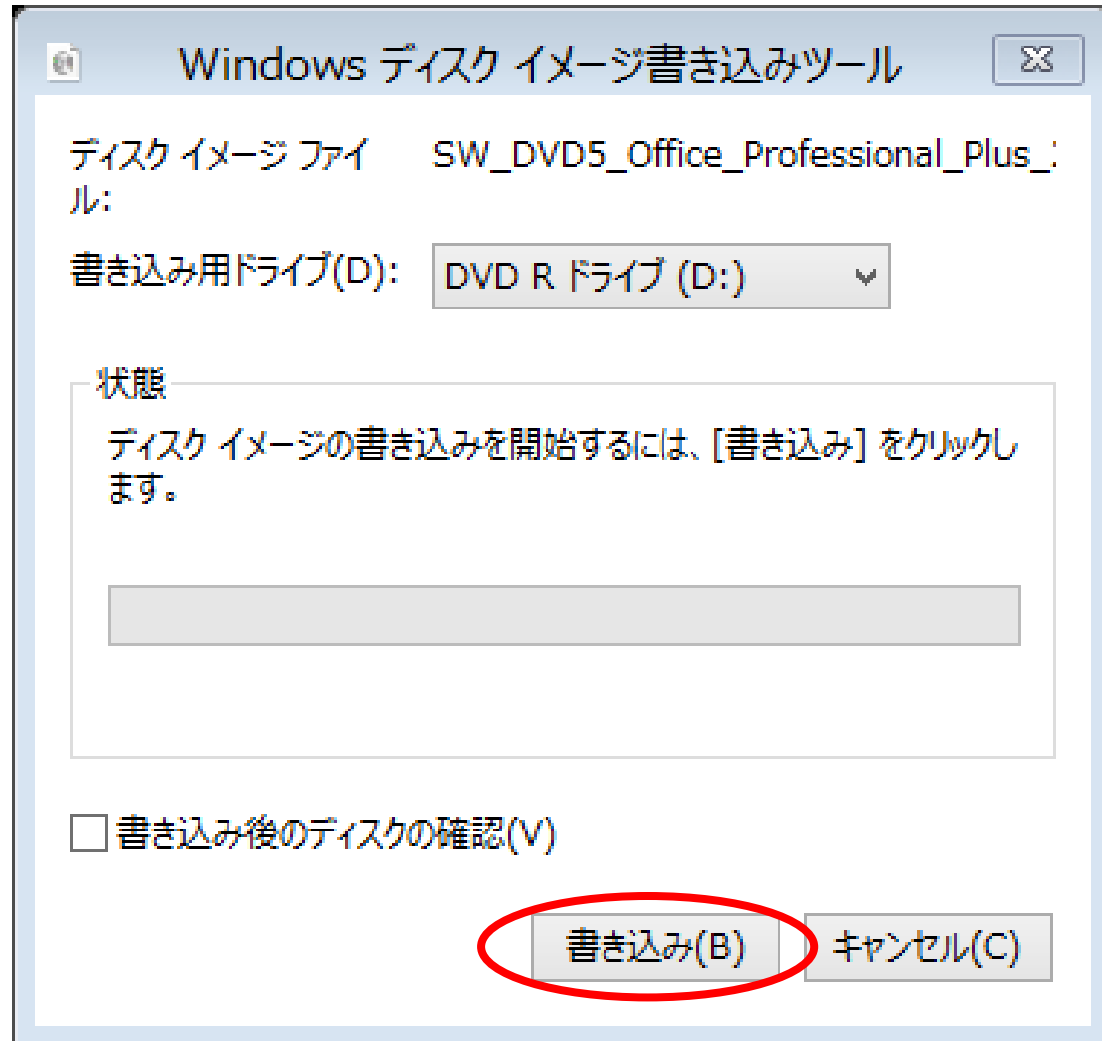 Windows ディスク イメージ書き込みツール
ディスク イメージ ファイ
ル:
SW_DVD5_Office_Professional_Plus_
書き込み用ドライブ(D):
DVD R ドライブ (D:)
状態
ディスク イメージの書き込みを開始するには、[書き込み] をクリックし
ます。
書き込み後のディスクの確認(V)
書き込み(B)
キャンセル(C)